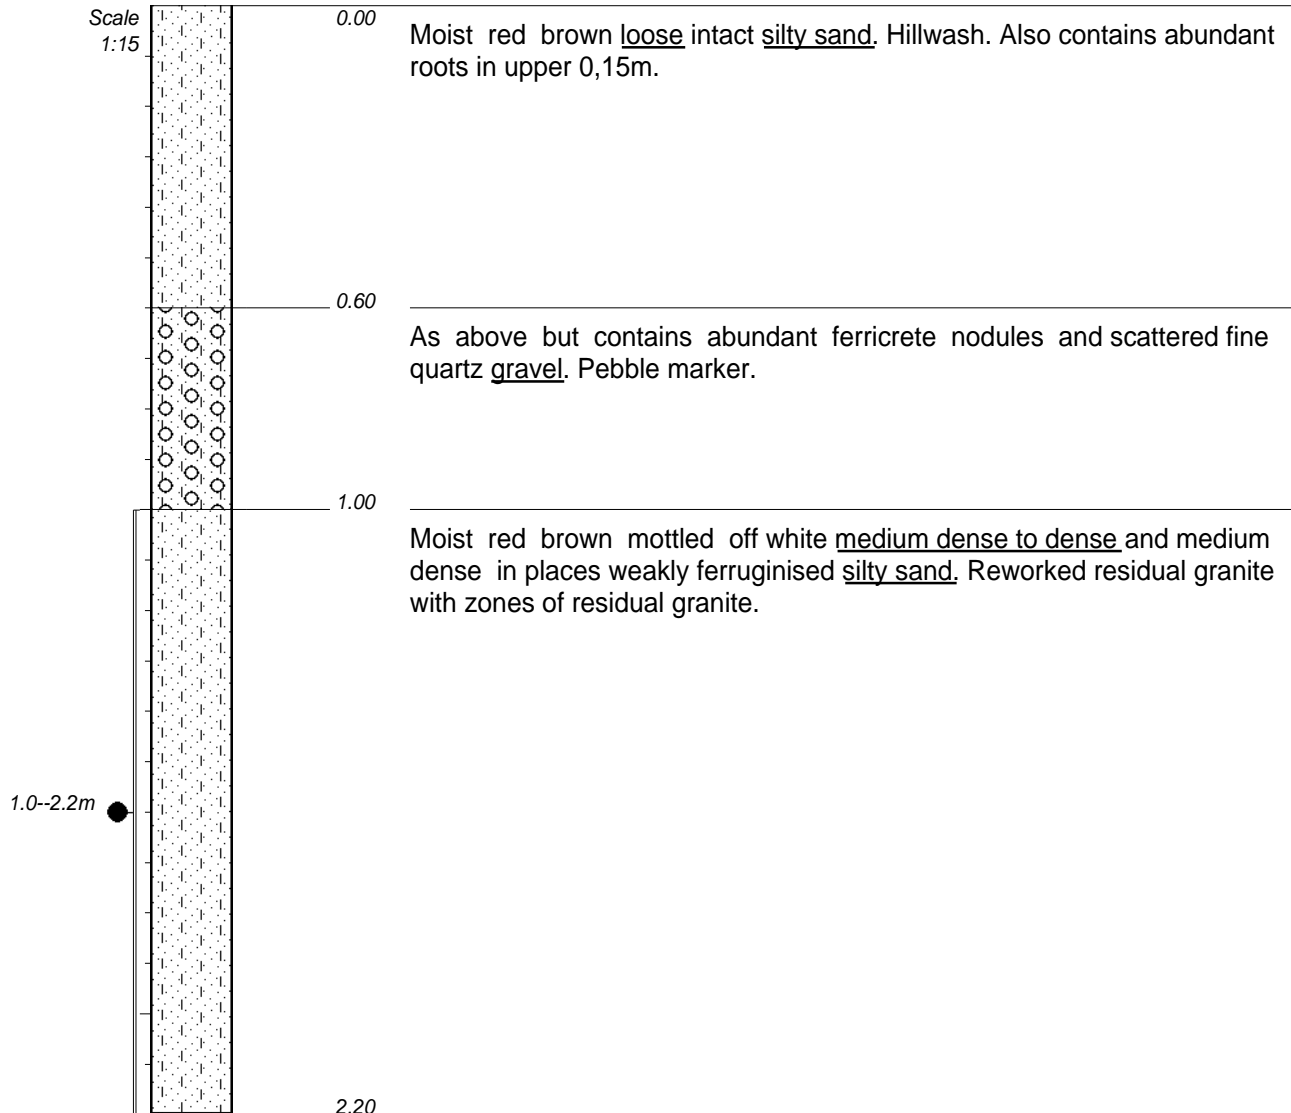 Scale
1:15
0.00
Moist red brown loose intact silty sand. Hillwash. Also contains abundant
roots in upper 0,15m.
0.60
As above but contains abundant ferricrete nodules and scattered fine
quartz gravel. Pebble marker.
1.00
Moist red brown mottled off white medium dense to dense and medium
dense in places weakly ferruginised silty sand. Reworked residual granite
with zones of residual granite.
1.0--2.2m
2.20